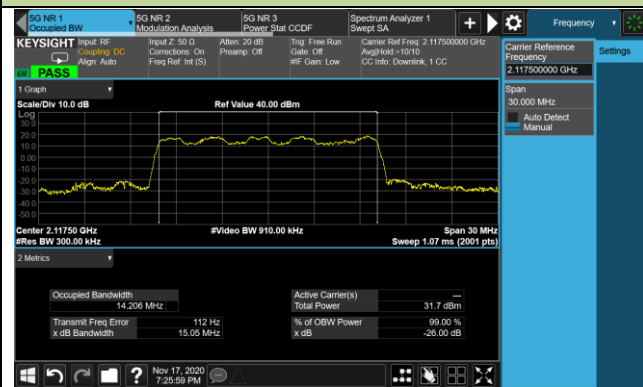 5G NR 1
Occupied BW
5G NR 2
Modulation Analysis
5G NR 3
Power Stat CCDF
Spectrum Analyzer 1
Swept SA
Frequency
KEYSIGHT
Input: RF
Coupling: DC
Align: Auto
Input Z: 50 Ω
Corrections: On
Freq Ref: Int (S)
Atten: 20 dB
Preamp: Off
Trig: Free Run
Gate: Off
#IF Gain: Low
Carrier Ref Freq: 2.117500000 GHz
Avg|Hold:>10/10
CC Info: Downlink, 1 CC
PASS
Carrier Reference
Frequency
2.117500000 GHz
Settings
Span
30.000 MHz
Auto Detect
Manual
1 Graph
Scale/Div 10.0 dB
Ref Value 40.00 dBm
Log
30.0
20.0
10.0
0.00
-10.0
-20.0
-30.0
-40.0
-50.0
Center 2.11750 GHz
#Video BW 910.00 kHz
Span 30 MHz
#Res BW 300.00 kHz
Sweep 1.07 ms (2001 pts)
2 Metrics
Occupied Bandwidth
14.206 MHz
Active Carrier(s)
---
Total Power
31.7 dBm
Transmit Freq Error
112 Hz
% of OBW Power
99.00 %
x dB Bandwidth
15.05 MHz
x dB
-26.00 dB
Nov 17, 2020
7:25:59 PM